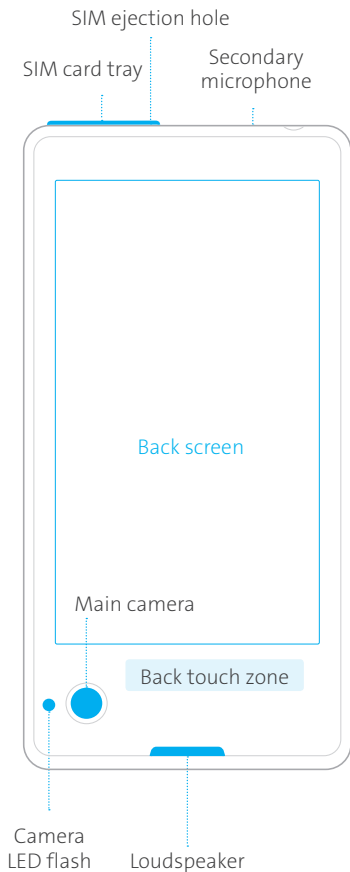 SIM ejection hole
SIM card tray
Secondary
microphone
Back screen
Main camera
Back touch zone
Camera
LED flash
Loudspeaker